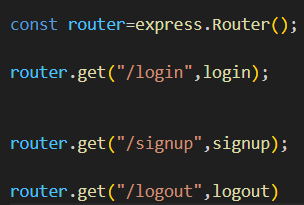 const router=express.Router();
router.get("/login",login);
router.get("/signup",signup);
router.get("/logout",logout)